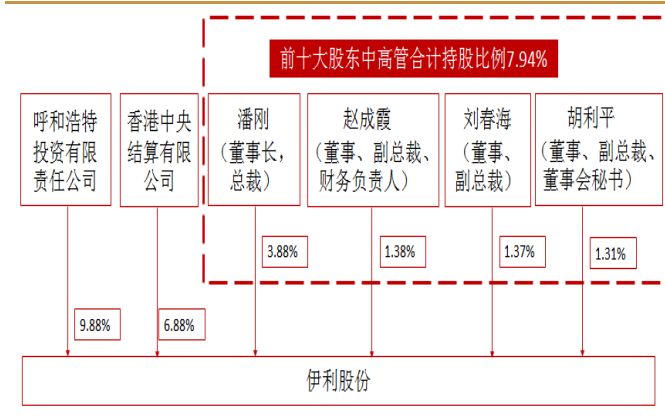 前十大股东中高管合计持股比例7.94%
呼和浩特
投资有限
责任公司
香港中央
结算有限
公司
潘刚
（董事长，
总裁）
赵成霞
（董事、副总裁、
财务负责人）
刘春海
（董事、
副总裁）
胡利平
（董事、副总裁、
董事会秘书）
3.88%
1.38%
1.37%
1.31%
9.88%
6.88%
伊利股份